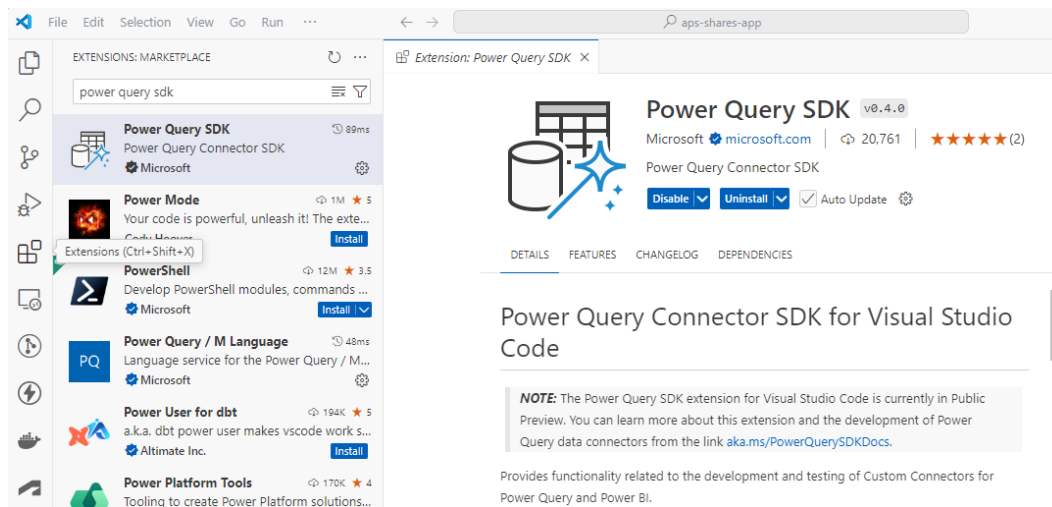 File Edit Selection View Go Run ···
aps-shares-app
EXTENSIONS: MARKETPLACE
power query sdk
Power Query SDK 89ms
Power Query Connector SDK
Microsoft
Power Mode 1M ★ 5
Your code is powerful, unleash it! The exte...
Cody Hoover
Install
Extensions (Ctrl+Shift+X)
PowerShell 12M ★ 3.5
Develop PowerShell modules, commands ...
Microsoft Install
PQ
Power Query / M Language 48ms
Language service for the Power Query / M...
Microsoft
Power User for dbt 194K ★ 5
a.k.a. dbt power user makes vscode work s...
Altimate Inc. Install
Power Platform Tools 170K ★ 4
Tooling to create Power Platform solutions...
Extension: Power Query SDK
Power Query SDK v0.4.0
Microsoft microsoft.com 20,761 ★★★★★(2)
Power Query Connector SDK
Disable Uninstall Auto Update
DETAILS FEATURES CHANGELOG DEPENDENCIES
Power Query Connector SDK for Visual Studio
Code
NOTE: The Power Query SDK extension for Visual Studio Code is currently in Public
Preview. You can learn more about this extension and the development of Power
Query data connectors from the link aka.ms/PowerQuerySDKDocs.
Provides functionality related to the development and testing of Custom Connectors for
Power Query and Power BI.